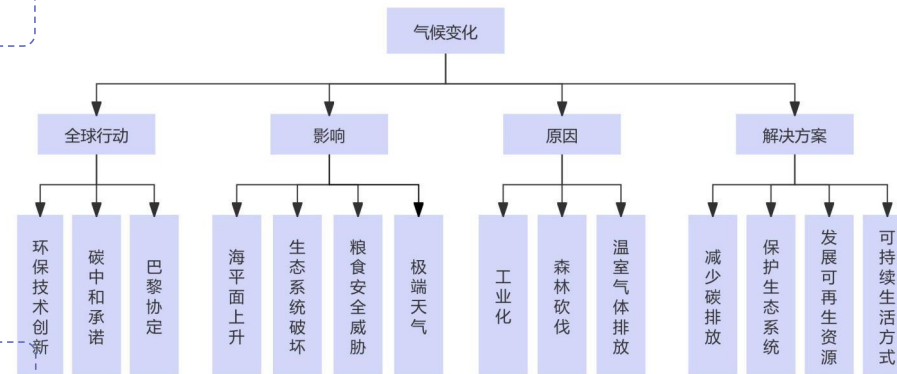 气候变化
全球行动
影响
原因
解决方案
环保技术创新
碳中和承诺
巴黎协定
海平面上升
生态系统破坏
粮食安全威胁
极端天气
工业化
森林砍伐
温室气体排放
减少碳排放
保护生态系统
发展可再生资源
可持续生活方式